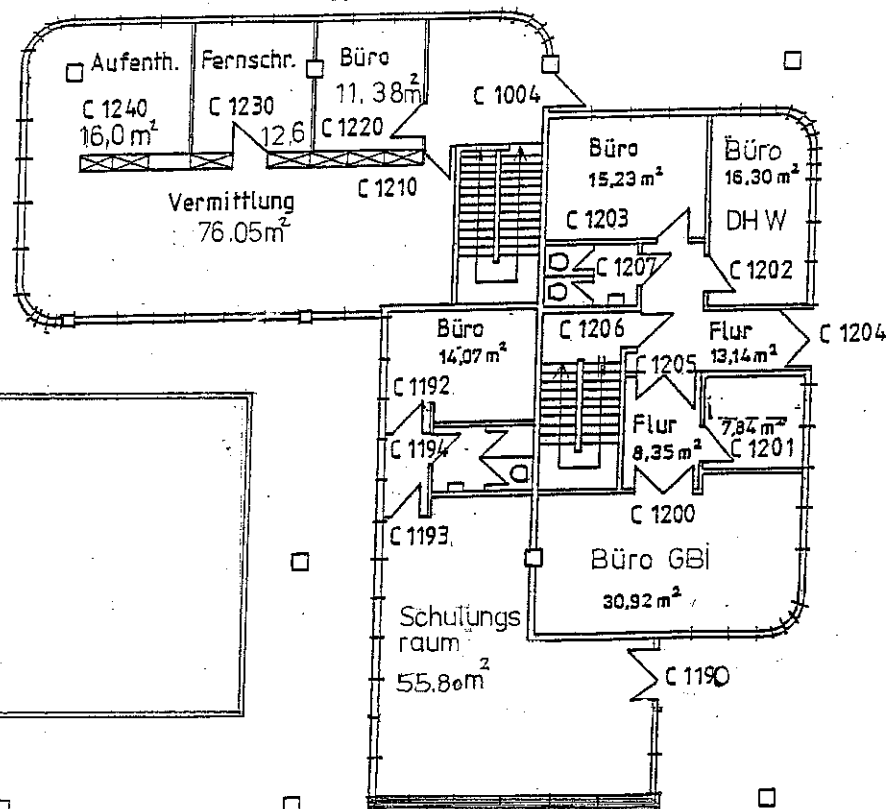 Aufenth.
C 1240
16,0 m²
Fernschr.
C 1230
12,6
Büro
11,38m²
C 1220
C 1004
C 1210
Vermittlung
76.05m²
Büro
15,23 m²
C 1203
Büro
16,30 m²
DHW
C 1202
C 1207
C 1206
Flur
13,14 m²
C 1204
C 1205
Büro
14,07 m²
C 1192
C 1194
C 1193
Flur
8,35 m²
7,84 m²
C 1201
C 1200
Büro GBI
30,92 m²
Schulungs
raum
55.80m²
C 1190